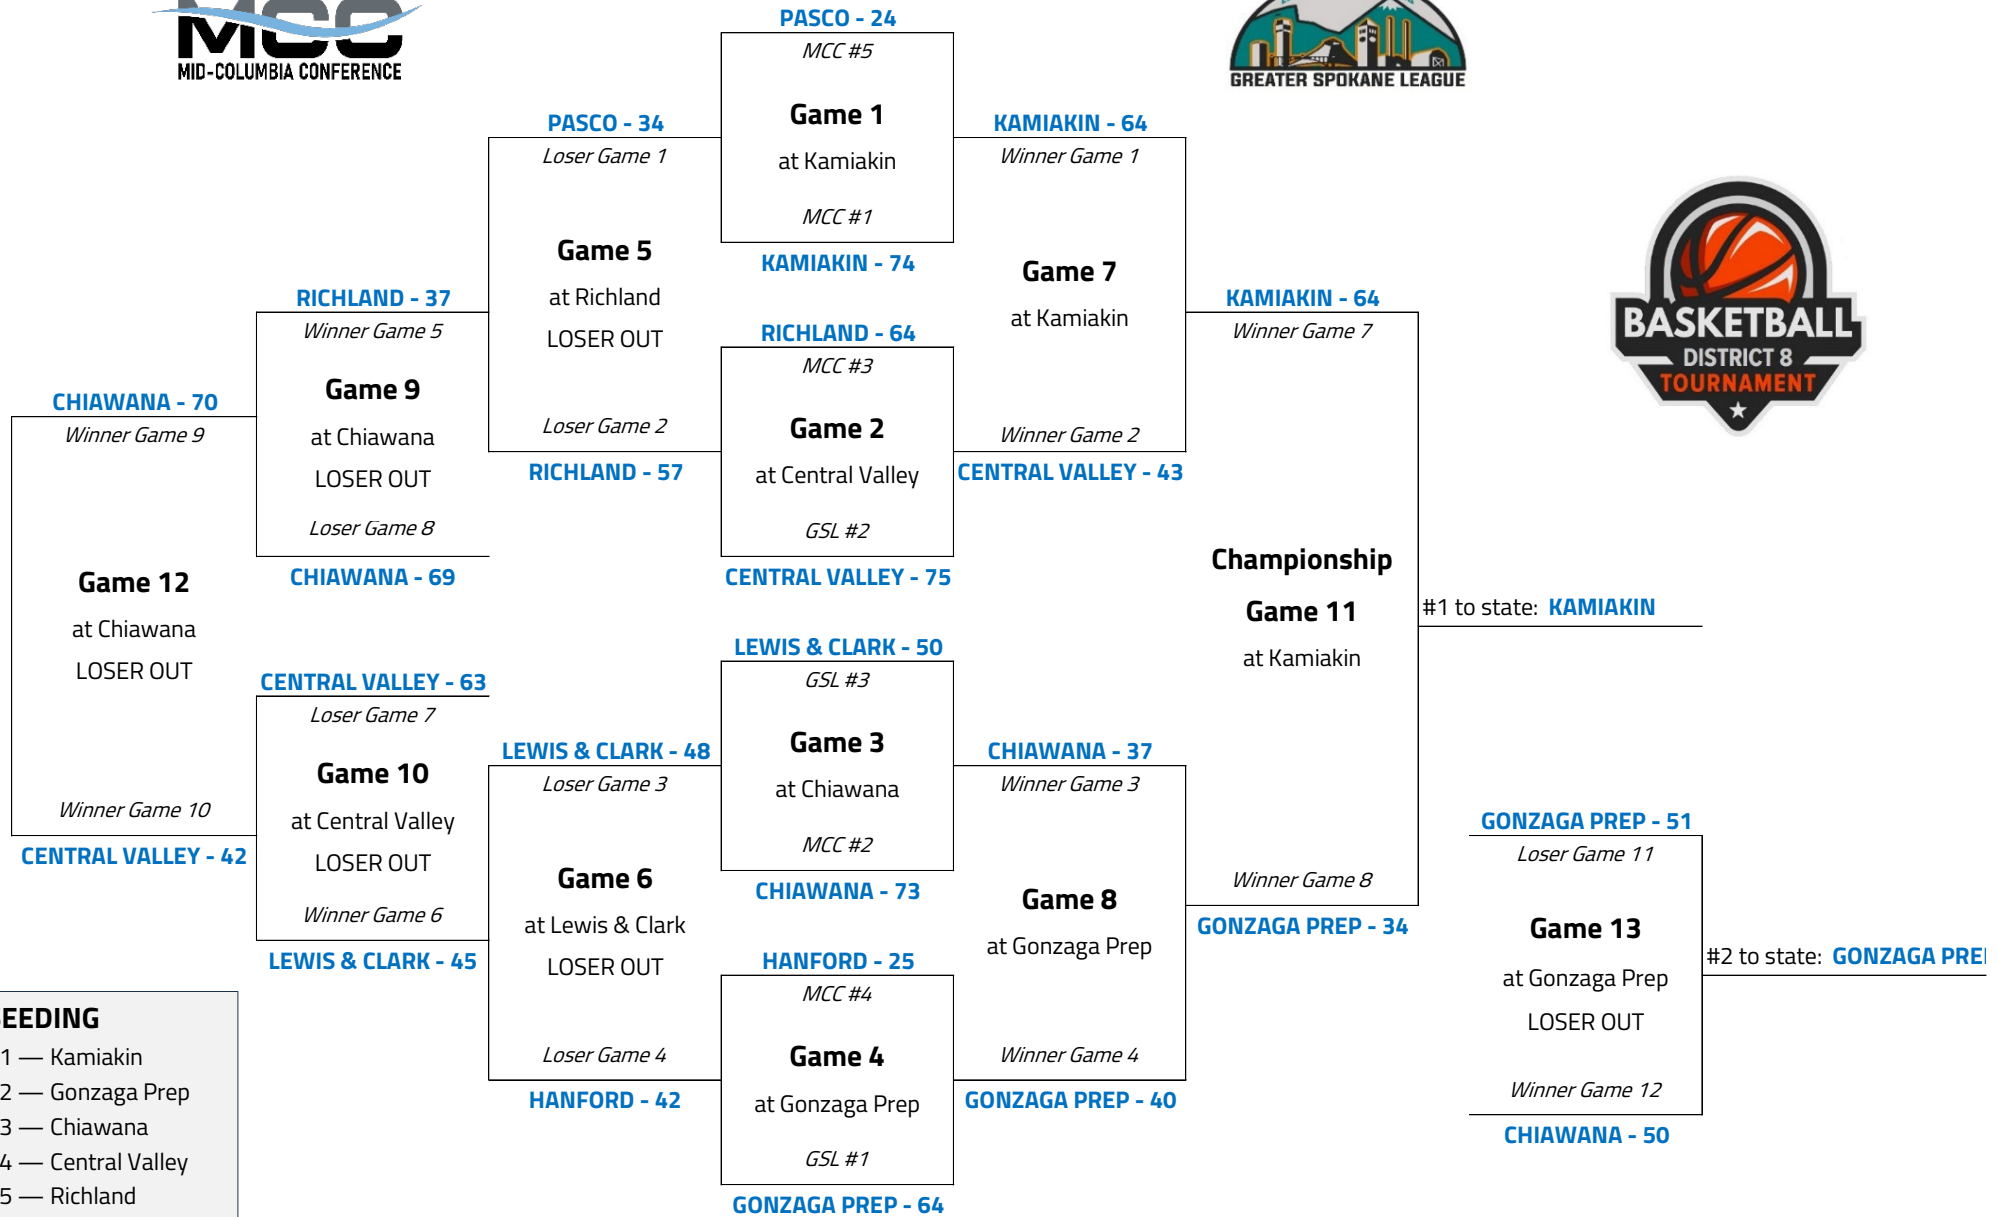 MCC
MID-COLUMBIA CONFERENCE
GREATER SPOKANE LEAGUE
BASKETBALL
DISTRICT 8
TOURNAMENT
PASCO - 24
MCC #5
Game 1
at Kamiakin
MCC #1
KAMIAKIN - 74
RICHLAND - 64
MCC #3
Game 2
at Central Valley
GSL #2
CENTRAL VALLEY - 75
LEWIS & CLARK - 50
GSL #3
Game 3
at Chiawana
MCC #2
CHIAWANA - 73
HANFORD - 25
MCC #4
Game 4
at Gonzaga Prep
GSL #1
GONZAGA PREP - 64
PASCO - 34
Loser Game 1
Game 5
at Richland
LOSER OUT
Loser Game 2
RICHLAND - 57
LEWIS & CLARK - 48
Loser Game 3
Game 6
at Lewis & Clark
LOSER OUT
Loser Game 4
HANFORD - 42
KAMIAKIN - 64
Winner Game 1
Game 7
at Kamiakin
Winner Game 2
CENTRAL VALLEY - 43
CHIAWANA - 37
Winner Game 3
Game 8
at Gonzaga Prep
Winner Game 4
GONZAGA PREP - 40
RICHLAND - 37
Winner Game 5
Game 9
at Chiawana
LOSER OUT
Loser Game 8
CHIAWANA - 69
CENTRAL VALLEY - 63
Loser Game 7
Game 10
at Central Valley
LOSER OUT
Winner Game 6
LEWIS & CLARK - 45
KAMIAKIN - 64
Winner Game 7
Championship
Game 11
at Kamiakin
Winner Game 8
GONZAGA PREP - 34
#1 to state: KAMIAKIN
CHIAWANA - 70
Winner Game 9
Game 12
at Chiawana
LOSER OUT
Winner Game 10
CENTRAL VALLEY - 42
GONZAGA PREP - 51
Loser Game 11
Game 13
at Gonzaga Prep
LOSER OUT
Winner Game 12
CHIAWANA - 50
#2 to state: GONZAGA PRE
EEDING
1 — Kamiakin
2 — Gonzaga Prep
3 — Chiawana
4 — Central Valley
5 — Richland